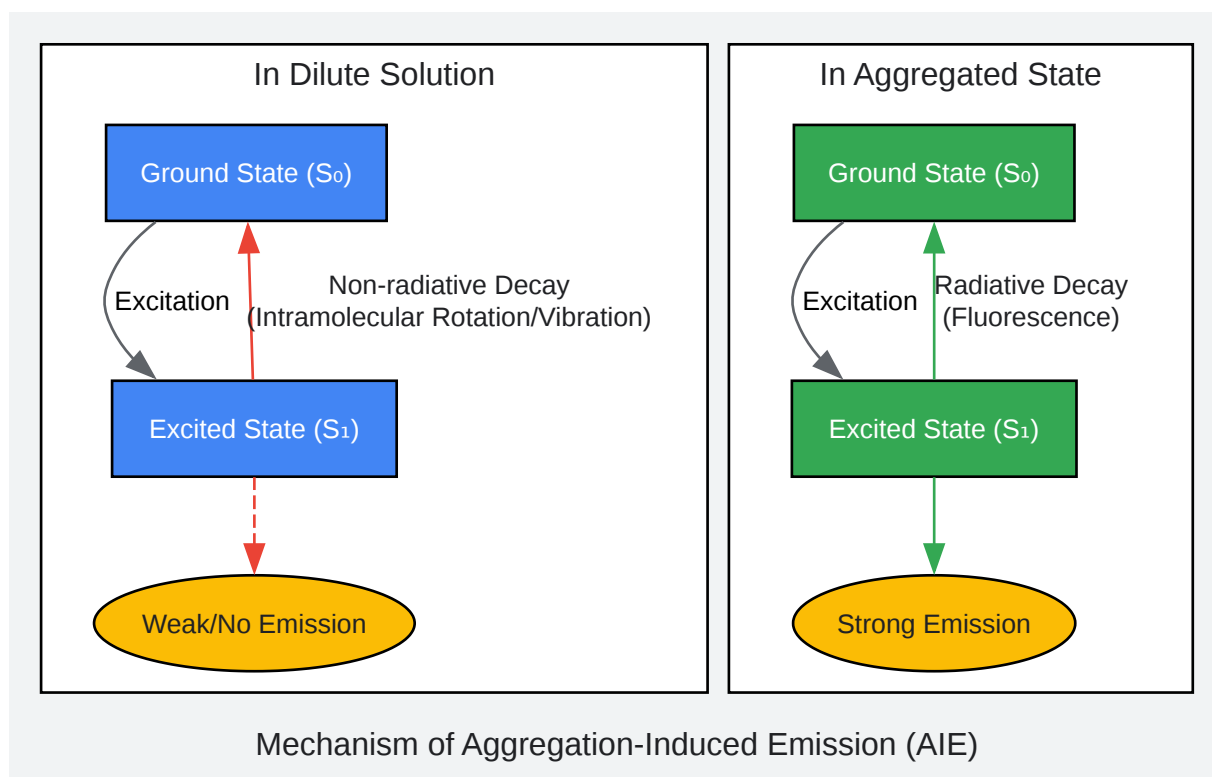 In Dilute Solution
Ground State (S₀)
Excitation
Non-radiative Decay
(Intramolecular Rotation/Vibration)
Excited State (S₁)
Weak/No Emission
In Aggregated State
Ground State (S₀)
Excitation
Radiative Decay
(Fluorescence)
Excited State (S₁)
Strong Emission
Mechanism of Aggregation-Induced Emission (AIE)